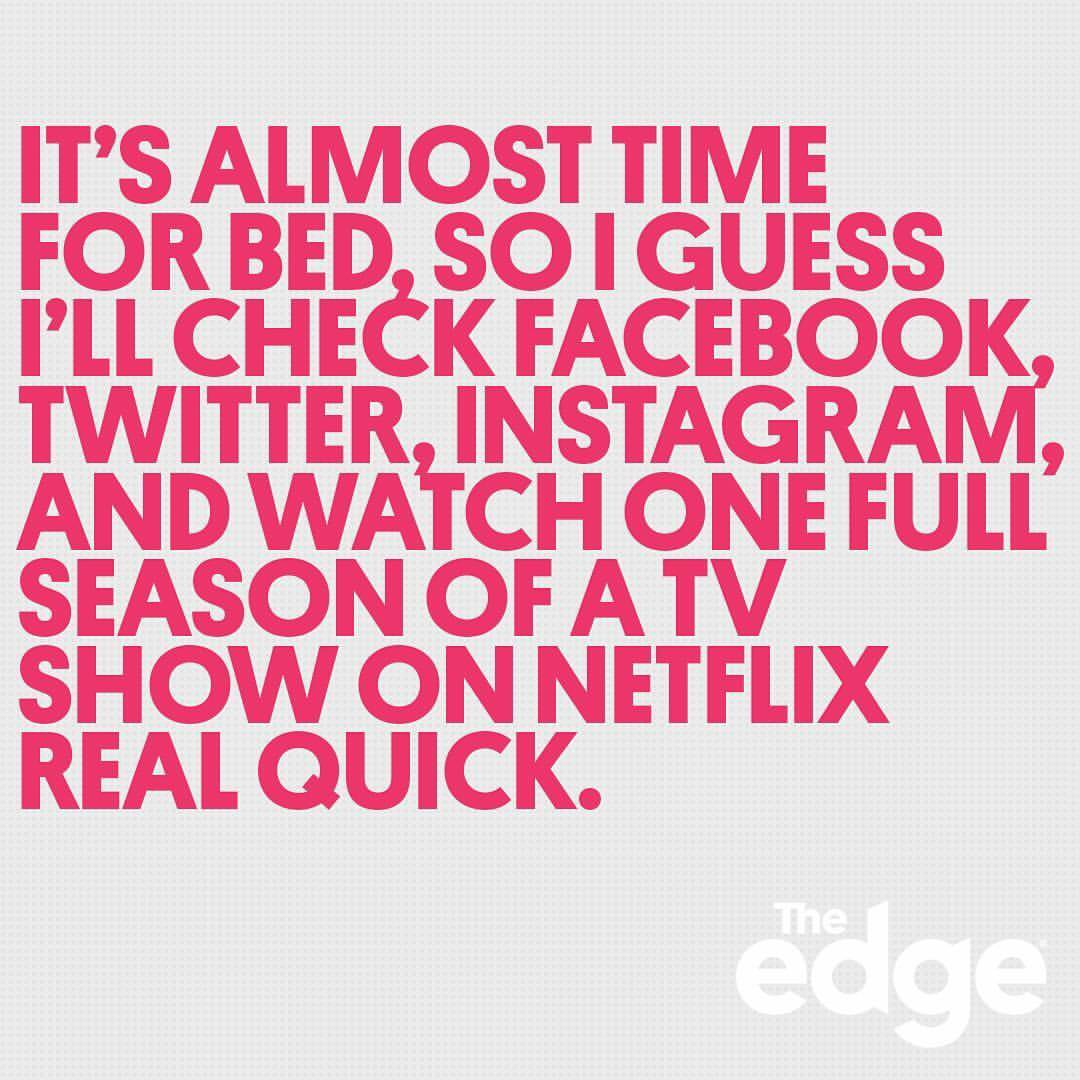 IT’S ALMOST TIME
FOR BED, SO I GUESS
I’LL CHECK FACEBOOK,
TWITTER, INSTAGRAM,
AND WATCH ONE FULL
SEASON OF A TV
SHOW ON NETFLIX
REAL QUICK.
The
edge